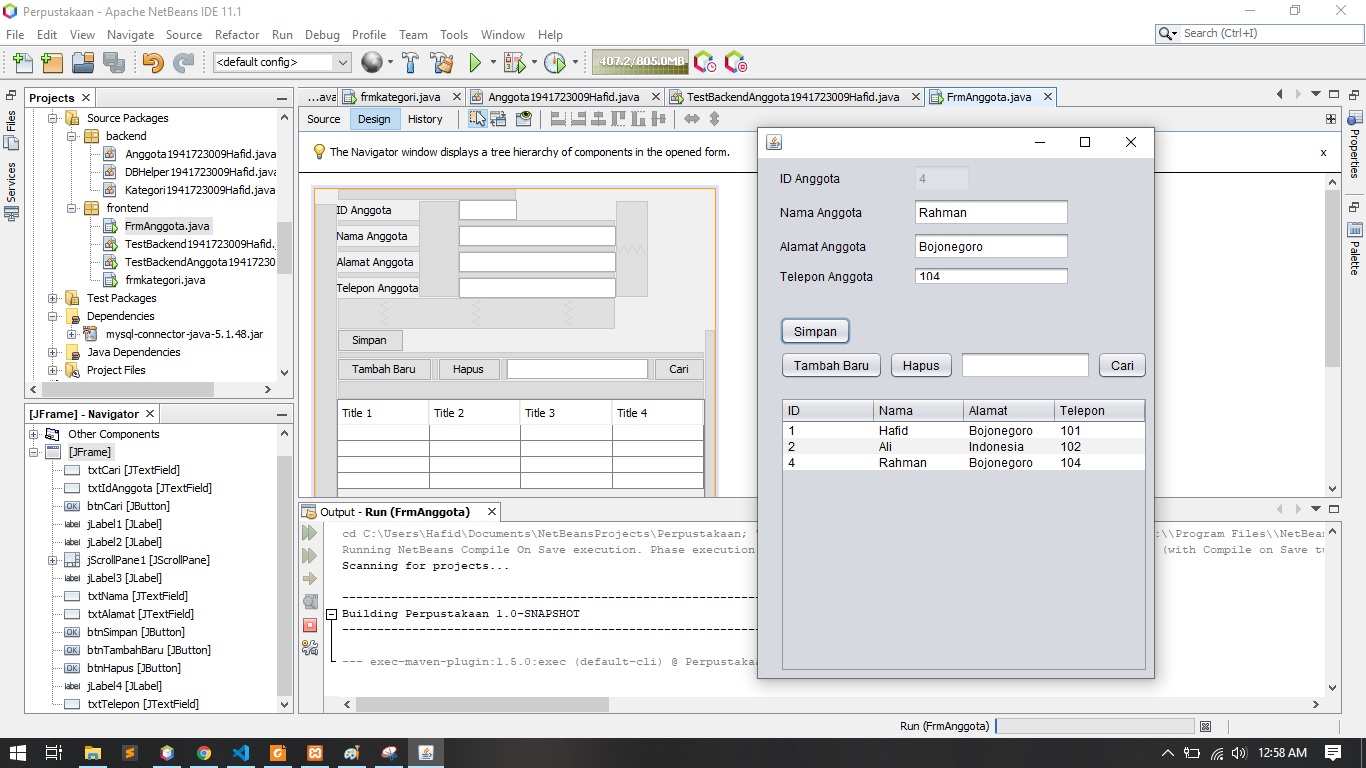 Perpustakaan - Apache NetBeans IDE 11.1
File Edit View Navigate Source Refactor Run Debug Profile Team Tools Window Help
Search (Ctrl+I)
<default config>
407.2/805.0MB
Projects
Files
Services
Source Packages
backend
Anggota1941723009Hafid.java
DBHelper1941723009Hafid.java
Kategori1941723009Hafid.java
frontend
FrmAnggota.java
TestBackend1941723009Hafid.
TestBackendAnggota19417230
frmkategori.java
Test Packages
Dependencies
mysql-connector-java-5.1.48.jar
Java Dependencies
Project Files
[JFrame] - Navigator
Other Components
[JFrame]
txtCari [JTextField]
txtIdAnggota [JTextField]
btnCari [JButton]
jLabel1 [JLabel]
jLabel2 [JLabel]
jScrollPane1 [JScrollPane]
jLabel3 [JLabel]
txtNama [JTextField]
txtAlamat [JTextField]
btnSimpan [JButton]
btnTambahBaru [JButton]
btnHapus [JButton]
jLabel4 [JLabel]
txtTelepon [JTextField]
...ava frmkategori.java Anggota1941723009Hafid.java TestBackendAnggota1941723009Hafid.java FrmAnggota.java
Source Design History
The Navigator window displays a tree hierarchy of components in the opened form.
x
ID Anggota
Nama Anggota
Alamat Anggota
Telepon Anggota
Simpan
Tambah Baru Hapus Cari
Title 1 Title 2 Title 3 Title 4
ID Anggota 4
Nama Anggota Rahman
Alamat Anggota Bojonegoro
Telepon Anggota 104
Simpan
Tambah Baru Hapus Cari
ID Nama Alamat Telepon
1 Hafid Bojonegoro 101
2 Ali Indonesia 102
4 Rahman Bojonegoro 104
Properties
Palette
Output - Run (FrmAnggota)
cd C:\Users\Hafid\Documents\NetBeansProjects\Perpustakaan; :\\Program Files\\NetBean
Running NetBeans Compile On Save execution. Phase execution (with Compile on Save tu
Scanning for projects...
Building Perpustakaan 1.0-SNAPSHOT
--- exec-maven-plugin:1.5.0:exec (default-cli) @ Perpustakaa
Run (FrmAnggota)
12:58 AM